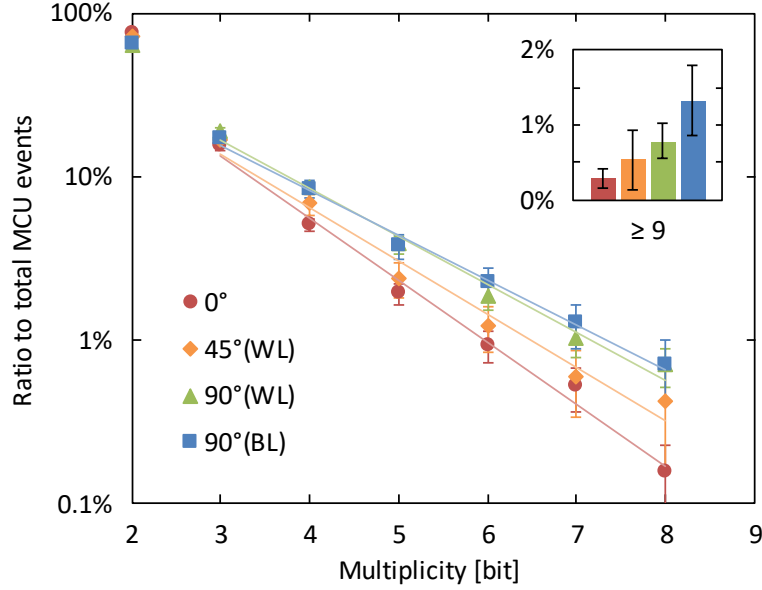 100%
10%
1%
0.1%
Ratio to total MCU events
2 3 4 5 6 7 8 9
Multiplicity [bit]
0°
45°(WL)
90°(WL)
90°(BL)
2%
1%
0%
≥ 9